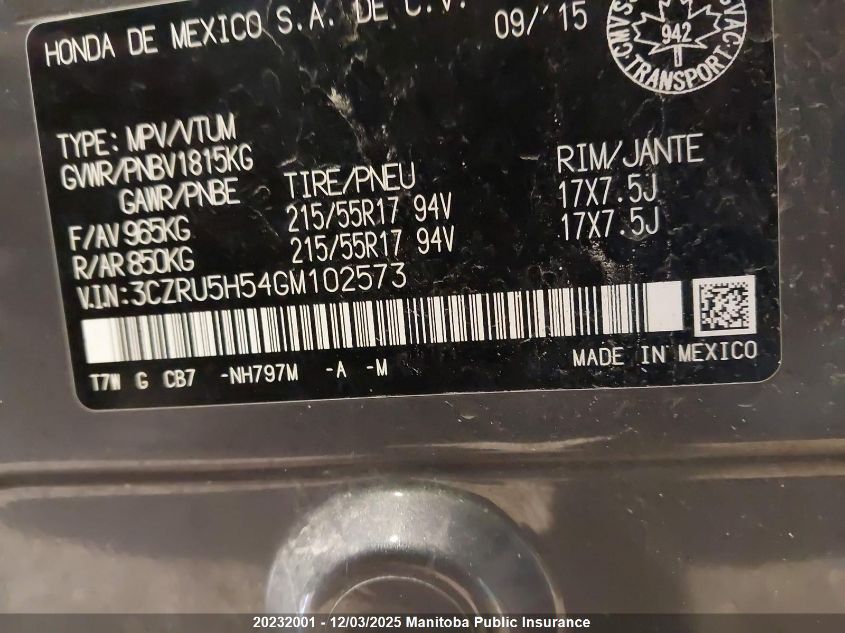 HONDA DE MEXICO S.A. DE C.V.
09/'15
CMVSS
NSVAC
942
TRANSPORT
TYPE: MPV/VTUM
GVWR/PNBV1815KG
GAWR/PNBE TIRE/PNEU RIM/JANTE
F/AV 965KG 215/55R17 94V 17X7.5J
R/AR 850KG 215/55R17 94V 17X7.5J
V.I.N:3CZRU5H54GM102573
MADE IN MEXICO
T7W G CB7 -NH797M -A -M
20232001 - 12/03/2025 Manitoba Public Insurance